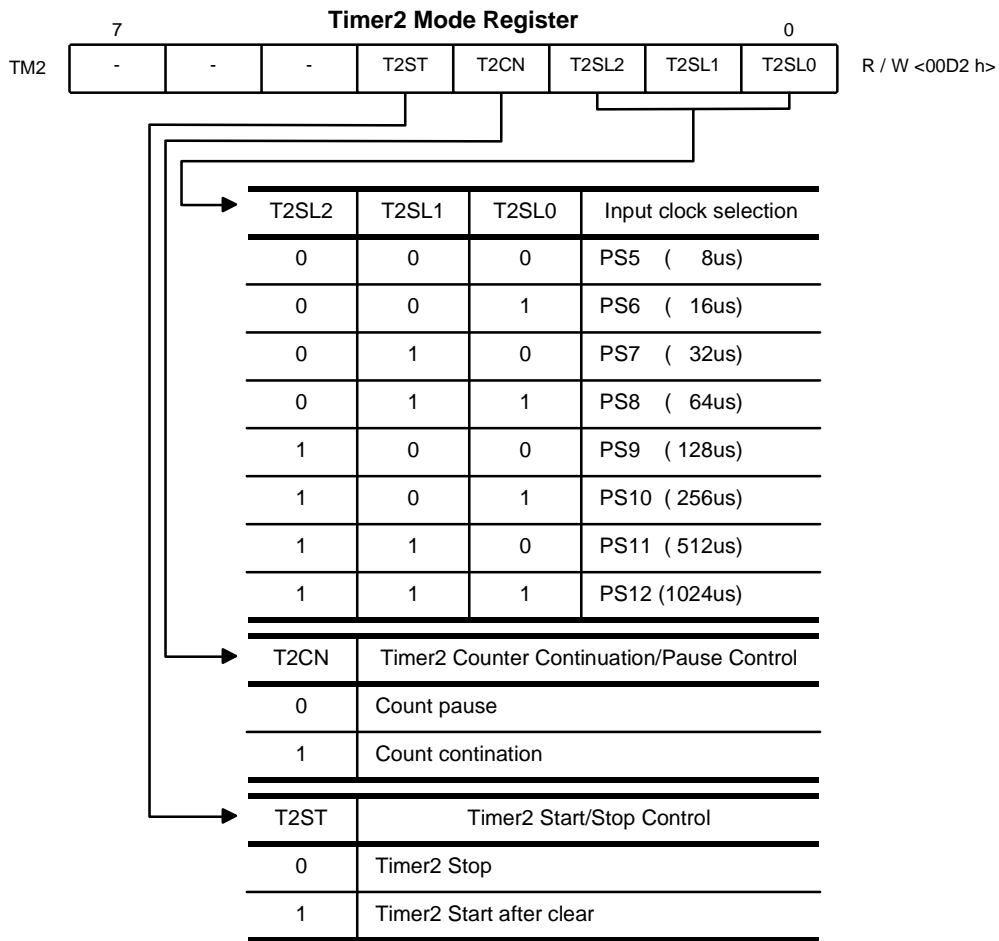 Timer2 Mode Register
7 0
TM2 - - - T2ST T2CN T2SL2 T2SL1 T2SL0 R / W <00D2 h>
T2SL2 T2SL1 T2SL0 Input clock selection
0 0 0 PS5 ( 8us)
0 0 1 PS6 ( 16us)
0 1 0 PS7 ( 32us)
0 1 1 PS8 ( 64us)
1 0 0 PS9 ( 128us)
1 0 1 PS10 ( 256us)
1 1 0 PS11 ( 512us)
1 1 1 PS12 (1024us)
T2CN Timer2 Counter Continuation/Pause Control
0 Count pause
1 Count contination
T2ST Timer2 Start/Stop Control
0 Timer2 Stop
1 Timer2 Start after clear